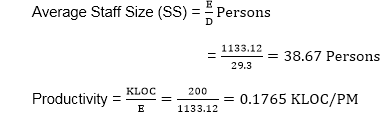 Average Staff Size (SS) = E/D Persons
= 1133.12/29.3 = 38.67 Persons
Productivity = KLOC/E = 200/1133.12 = 0.1765 KLOC/PM